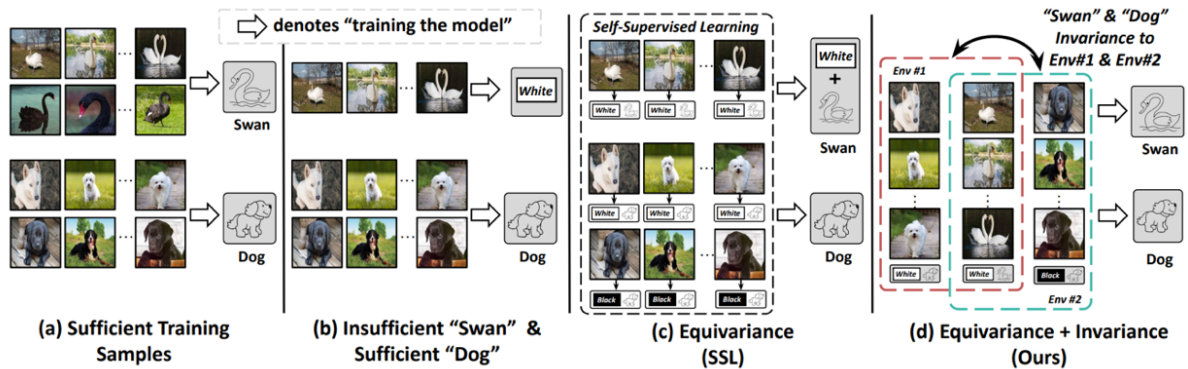 denotes “training the model”
Swan
Dog
(a) Sufficient Training
Samples
White
Dog
(b) Insufficient “Swan” &
Sufficient “Dog”
Self-Supervised Learning
White
White
White
White
White
White
Black
Black
Black
White
+
Swan
Dog
(c) Equivariance
(SSL)
“Swan” & “Dog”
Invariance to
Env#1 & Env#2
Env #1
White
White
Black
Env #2
Swan
Dog
(d) Equivariance + Invariance
(Ours)